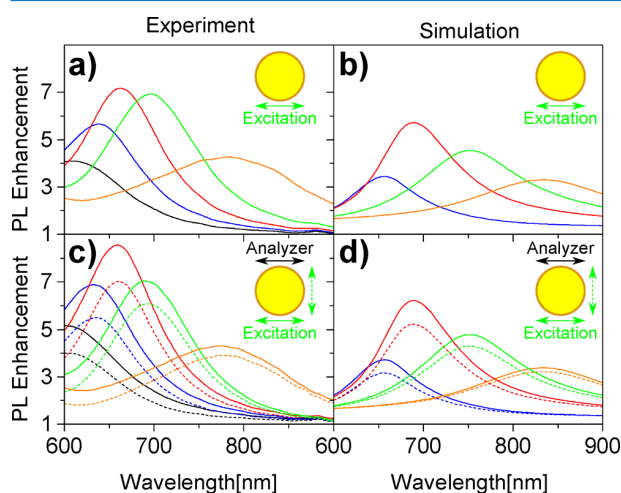 Experiment
Simulation
a)
b)
PL Enhancement
7
5
3
1
Excitation
Excitation
c)
d)
PL Enhancement
7
5
3
1
Analyzer
Excitation
Analyzer
Excitation
600 700 800 600 700 800 900
Wavelength[nm]
Wavelength[nm]